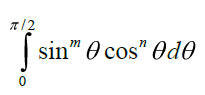 ∫₀^{π/2} sin^m θ cos^n θ dθ